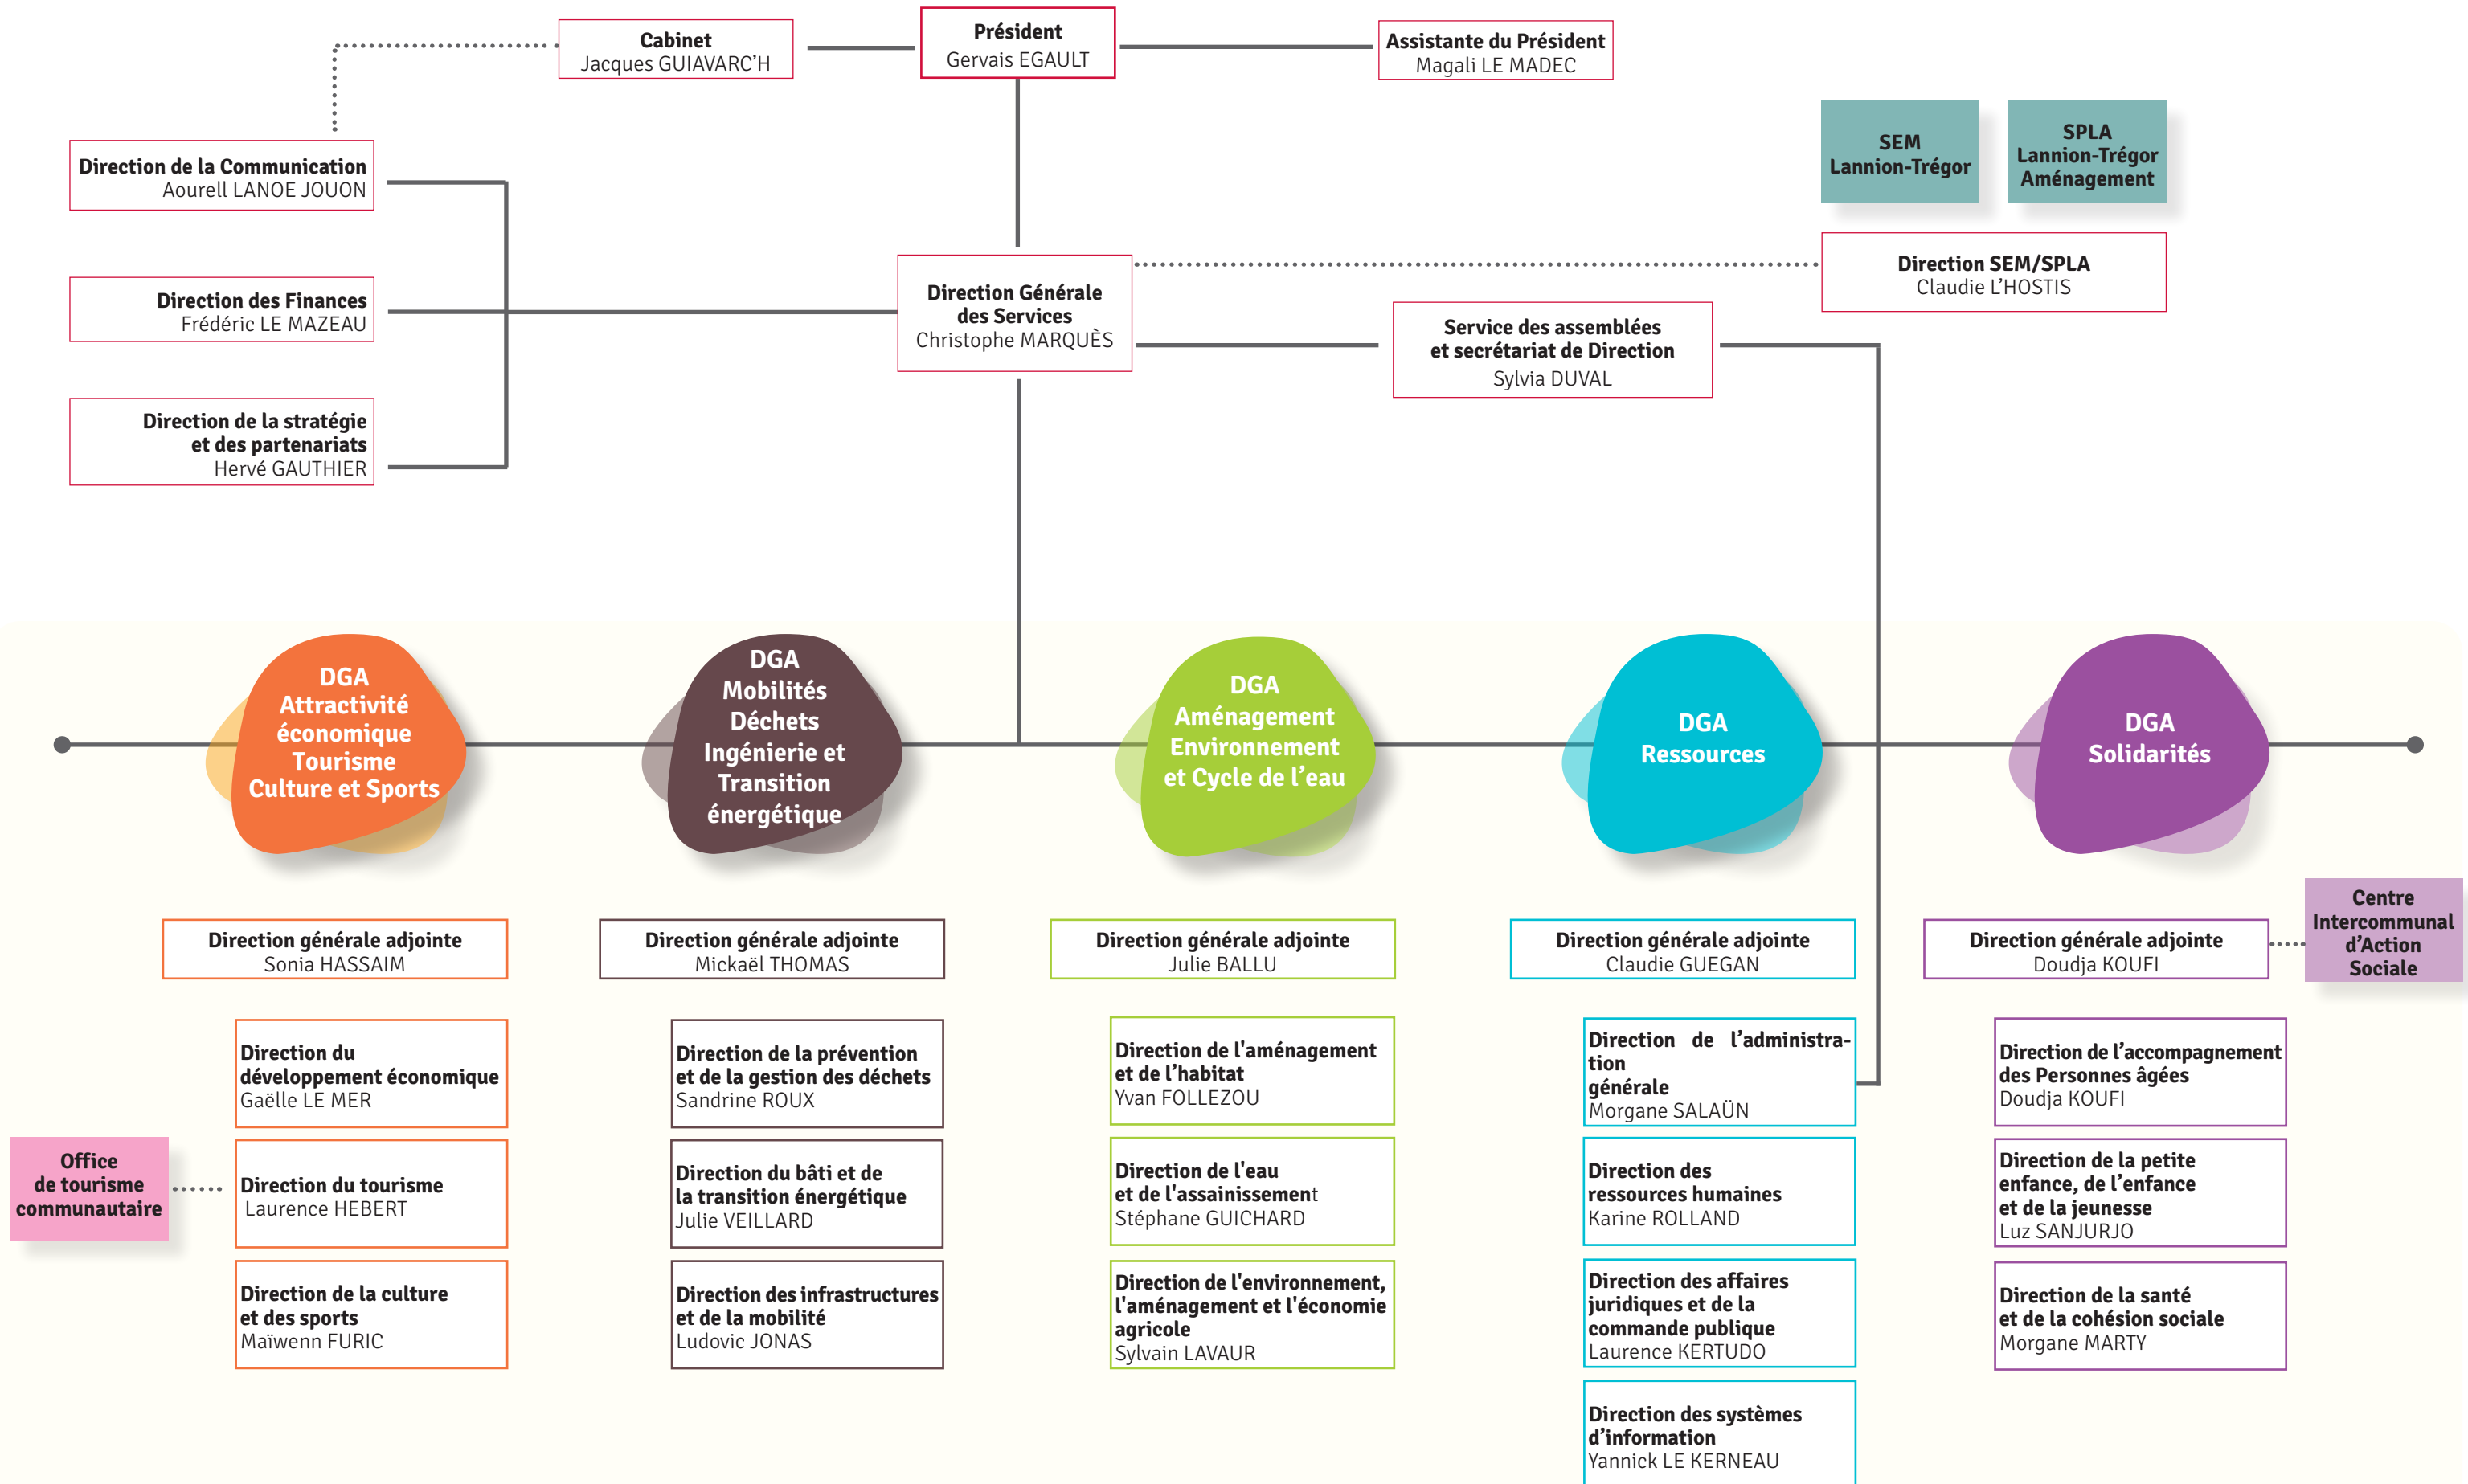 Cabinet
Jacques GUIAVARC'H
Président
Gervais EGAULT
Assistante du Président
Magali LE MADEC
Direction de la Communication
Aourell LANOE JOUON
SEM
Lannion-Trégor
SPLA
Lannion-Trégor
Aménagement
Direction des Finances
Frédéric LE MAZEAU
Direction Générale
des Services
Christophe MARQUÈS
Direction SEM/SPLA
Claudie L'HOSTIS
Service des assemblées
et secrétariat de Direction
Sylvia DUVAL
Direction de la stratégie
et des partenariats
Hervé GAUTHIER
DGA
Attractivité
économique
Tourisme
Culture et Sports
DGA
Mobilités
Déchets
Ingénierie et
Transition
énergétique
DGA
Aménagement
Environnement
et Cycle de l'eau
DGA
Ressources
DGA
Solidarités
Direction générale adjointe
Sonia HASSAIM
Direction générale adjointe
Mickaël THOMAS
Direction générale adjointe
Julie BALLU
Direction générale adjointe
Claudie GUEGAN
Direction générale adjointe
Doudja KOUFI
Centre
Intercommunal
d'Action
Sociale
Direction du
développement économique
Gaëlle LE MER
Office
de tourisme
communautaire
Direction du tourisme
Laurence HEBERT
Direction de la culture
et des sports
Maïwenn FURIC
Direction de la prévention
et de la gestion des déchets
Sandrine ROUX
Direction du bâti et de
la transition énergétique
Julie VEILLARD
Direction des infrastructures
et de la mobilité
Ludovic JONAS
Direction de l'aménagement
et de l'habitat
Yvan FOLLEZOU
Direction de l'eau
et de l'assainissement
Stéphane GUICHARD
Direction de l'environnement,
l'aménagement et l'économie
agricole
Sylvain LAVAUR
Direction de l'administra-
tion
générale
Morgane SALAÜN
Direction des
ressources humaines
Karine ROLLAND
Direction des affaires
juridiques et de la
commande publique
Laurence KERTUDO
Direction des systèmes
d'information
Yannick LE KERNEAU
Direction de l'accompagnement
des Personnes âgées
Doudja KOUFI
Direction de la petite
enfance, de l'enfance
et de la jeunesse
Luz SANJURJO
Direction de la santé
et de la cohésion sociale
Morgane MARTY